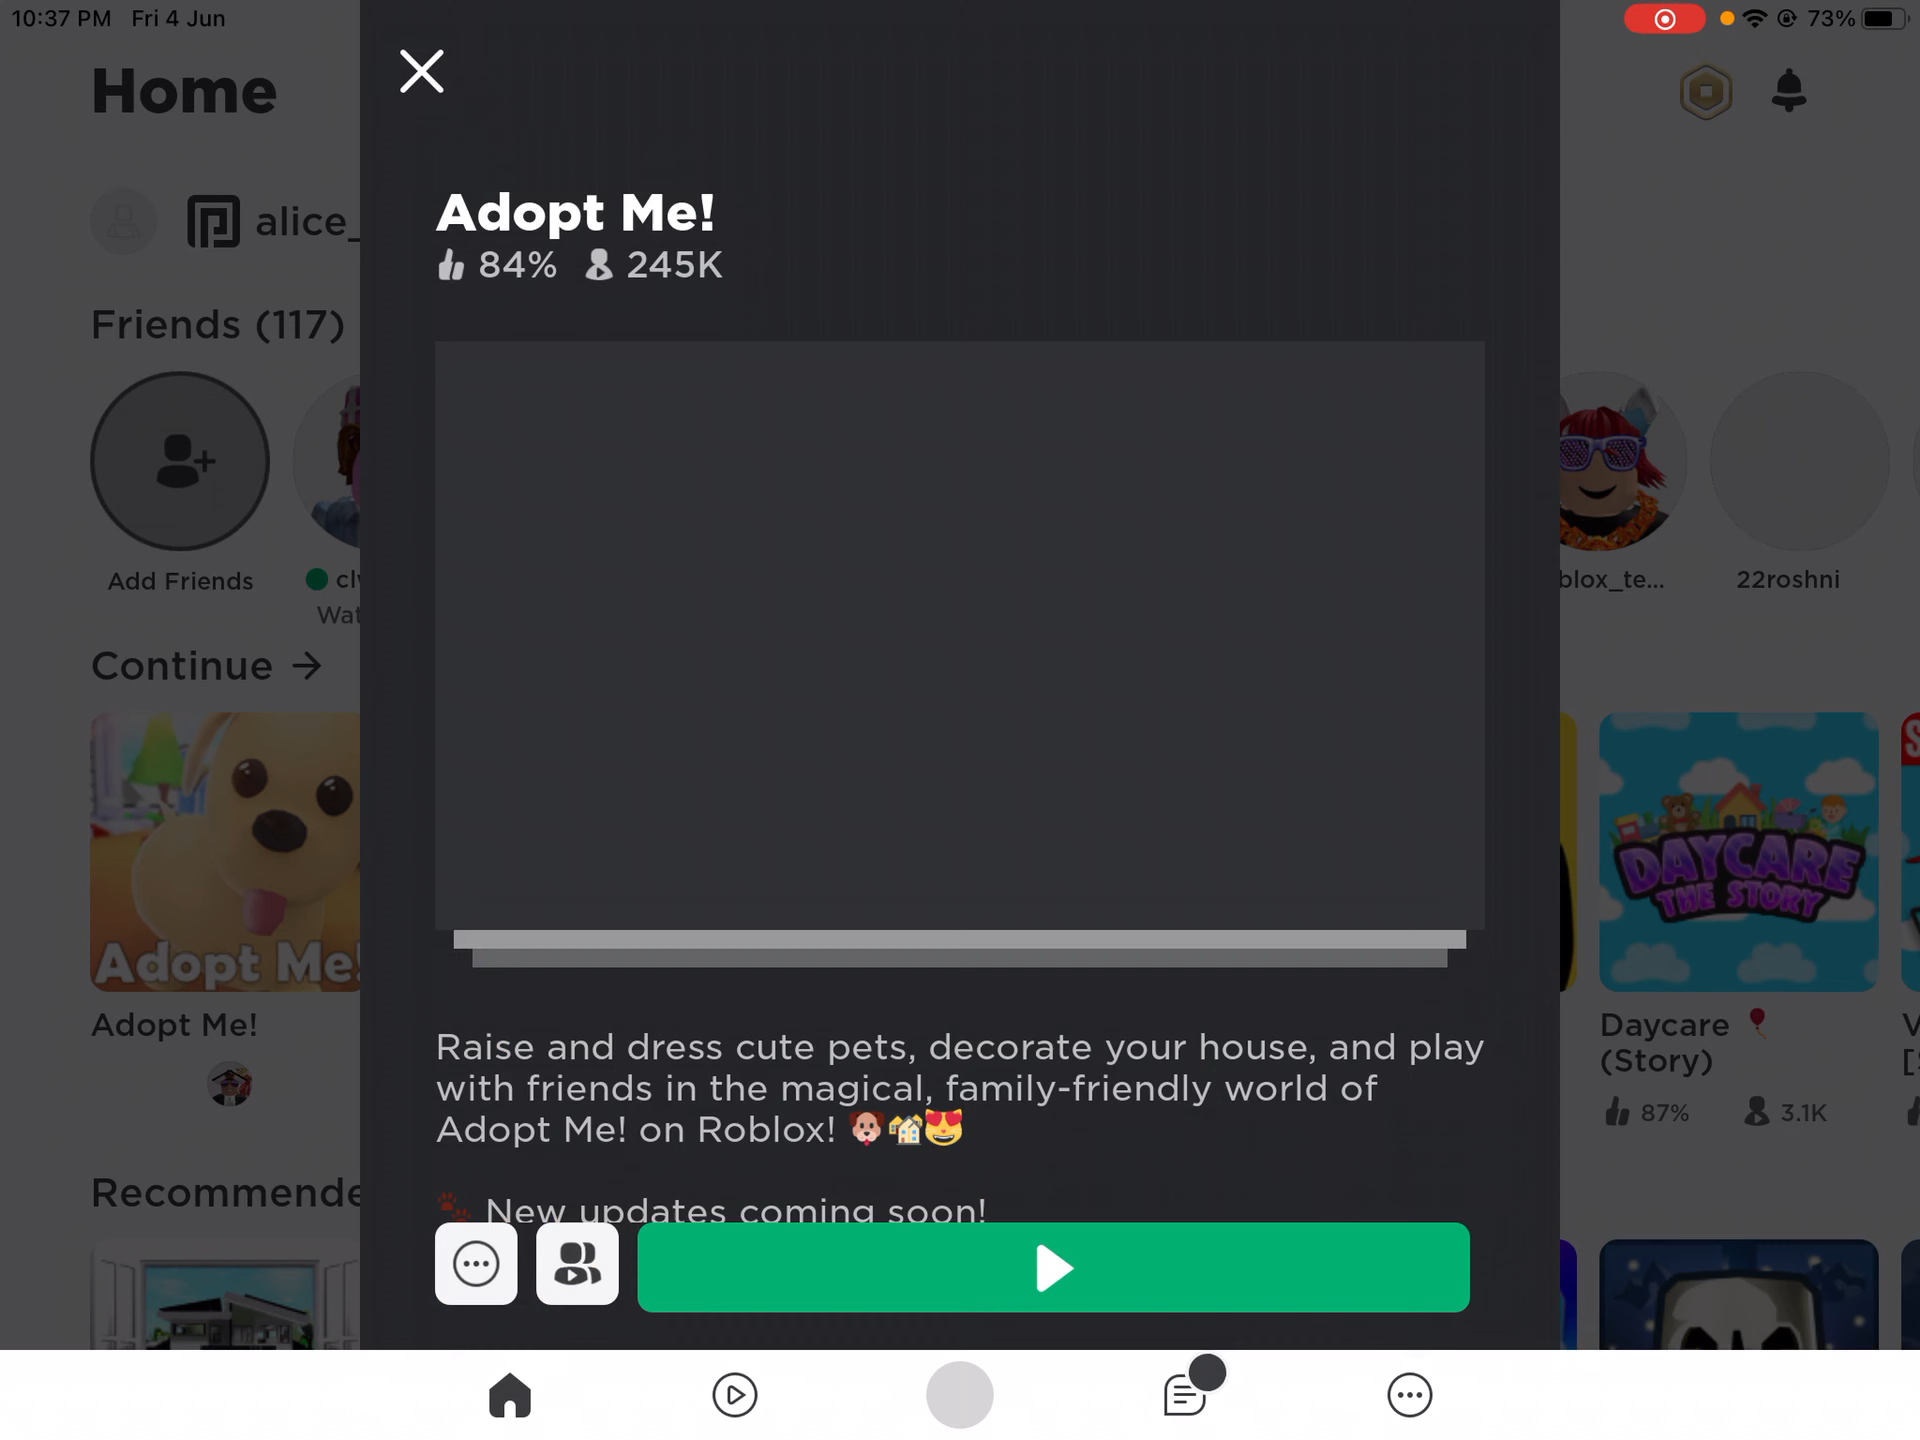 10:37 PM Fri 4 Jun
73%
Home
alice_
Friends (117)
Add Friends
22roshni
Continue →
Adopt Me!
Adopt Me!
Recommende
Adopt Me!
84% 245K
Raise and dress cute pets, decorate your house, and play
with friends in the magical, family-friendly world of
Adopt Me! on Roblox! 🐶🏘️😻
🐾 New updates coming soon!
blox_te...
DAYCARE
THE STORY
Daycare 🎈
(Story)
87% 3.1K